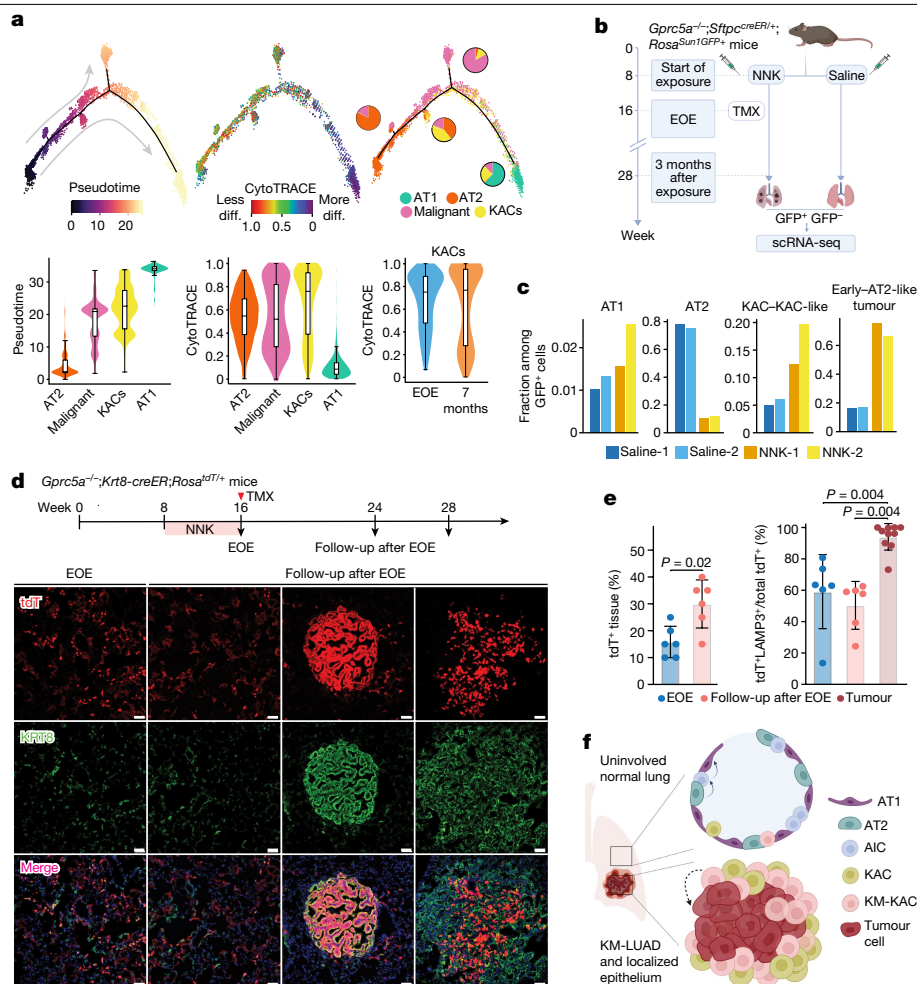 a
Pseudotime
0 10 20
CytoTRACE
Less diff.
More diff.
1.0 0.5 0
AT1 AT2
Malignant KACs
Pseudotime
30
20
10
0
AT2 Malignant KACs AT1
CytoTRACE
1.0
0.8
0.6
0.4
0.2
0
AT2 Malignant KACs AT1
KACs
CytoTRACE
1.0
0.8
0.6
0.4
0.2
0
EOE 7 months
b
Gprc5a–/–;SftpccreER/+;
RosaSun1GFP+ mice
0
8
16
28
Week
Start of
exposure
EOE
3 months
after
exposure
NNK
Saline
TMX
GFP+ GFP–
scRNA-seq
c
Fraction among
GFP+ cells
AT1
0.02
0.01
0
AT2
0.8
0.6
0.4
0.2
0
KAC–KAC-like
0.20
0.15
0.10
0.05
0
Early–AT2-like
tumour
0.6
0.4
0.2
0
Saline-1 Saline-2 NNK-1 NNK-2
d
Gprc5a–/–;Krt8-creER;RosatdT/+ mice
TMX
Week 0 8 16 24 28
NNK
EOE Follow-up after EOE
EOE Follow-up after EOE
tdT
KRT8
Merge
e
tdT+ tissue (%)
50
40
30
20
10
0
P = 0.02
tdT+LAMP3+/total tdT+ (%)
100
80
60
40
20
0
P = 0.004
P = 0.004
EOE Follow-up after EOE Tumour
f
Uninvolved
normal lung
KM-LUAD
and localized
epithelium
AT1
AT2
AIC
KAC
KM-KAC
Tumour
cell